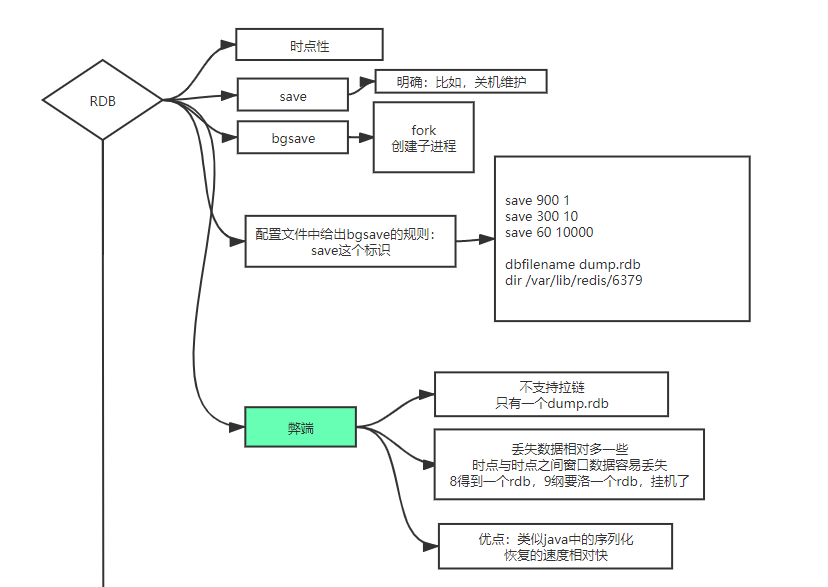 时点性
RDB
save
明确：比如，关机维护
bgsave
fork
创建子进程
配置文件中给出bgsave的规则：
save这个标识
save 900 1
save 300 10
save 60 10000
dbfilename dump.rdb
dir /var/lib/redis/6379
弊端
不支持拉链
只有一个dump.rdb
丢失数据相对多一些
时点与时点之间窗口数据容易丢失
8得到一个rdb，9纲要洛一个rdb，挂机了
优点：类似java中的序列化
恢复的速度相对快